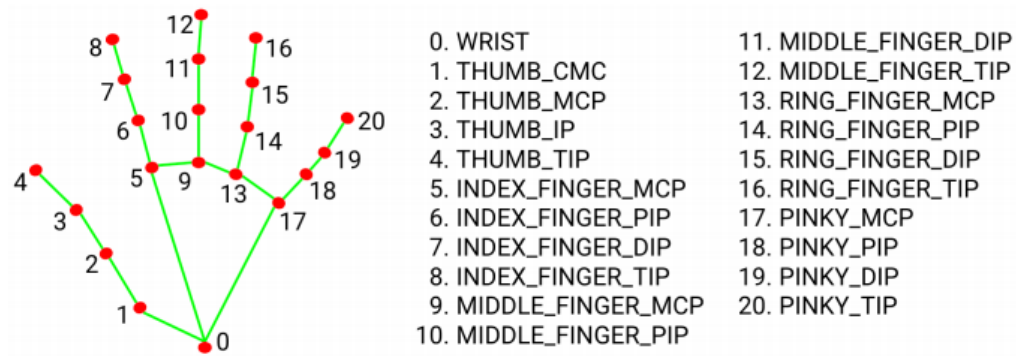 12
8
16
11
7
15
10
6
14
20
5
9
19
4
13
18
3
17
2
1
0
0. WRIST
1. THUMB_CMC
2. THUMB_MCP
3. THUMB_IP
4. THUMB_TIP
5. INDEX_FINGER_MCP
6. INDEX_FINGER_PIP
7. INDEX_FINGER_DIP
8. INDEX_FINGER_TIP
9. MIDDLE_FINGER_MCP
10. MIDDLE_FINGER_PIP
11. MIDDLE_FINGER_DIP
12. MIDDLE_FINGER_TIP
13. RING_FINGER_MCP
14. RING_FINGER_PIP
15. RING_FINGER_DIP
16. RING_FINGER_TIP
17. PINKY_MCP
18. PINKY_PIP
19. PINKY_DIP
20. PINKY_TIP